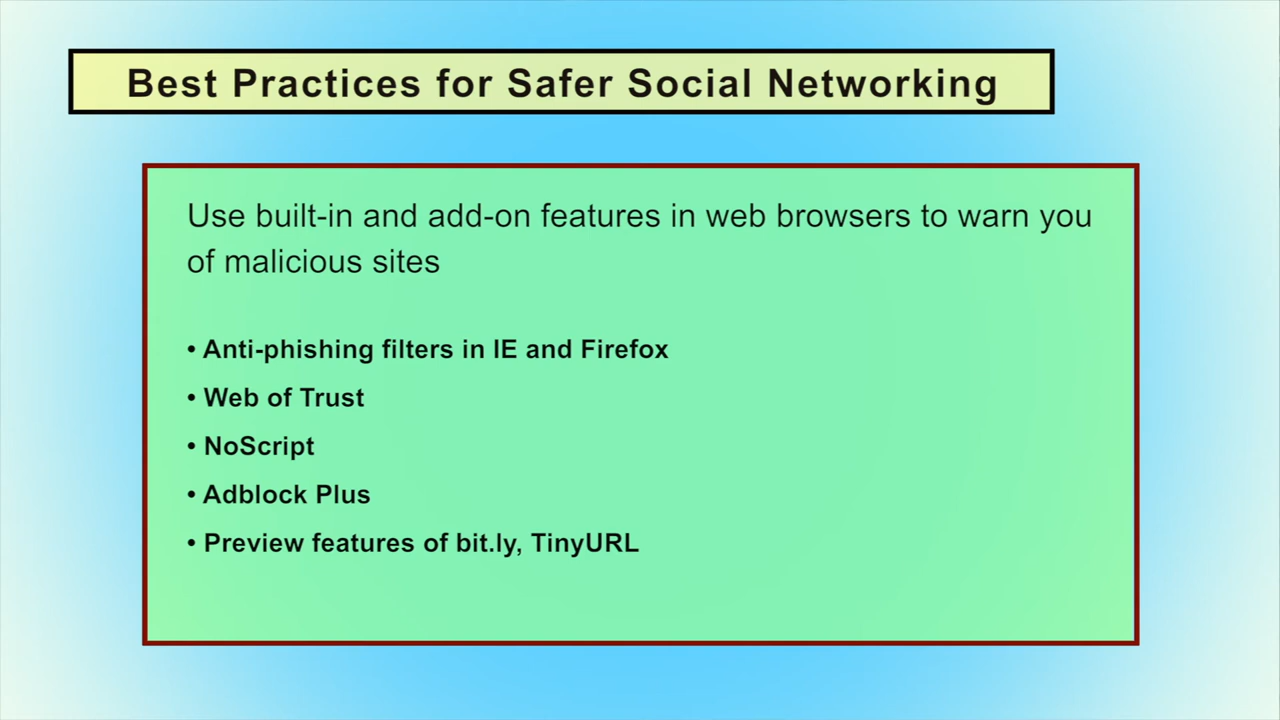 Best Practices for Safer Social Networking
Use built-in and add-on features in web browsers to warn you
of malicious sites
• Anti-phishing filters in IE and Firefox
• Web of Trust
• NoScript
• Adblock Plus
• Preview features of bit.ly, TinyURL